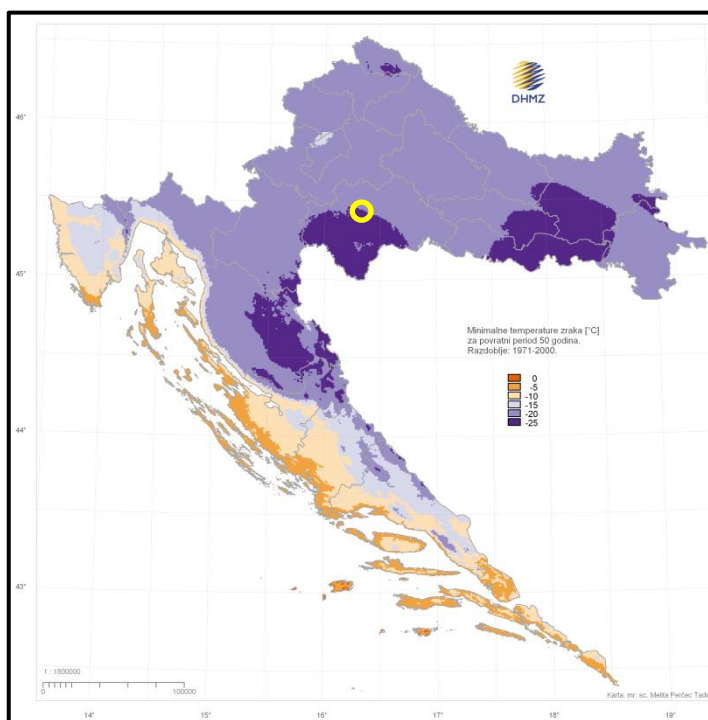 DHMZ
46°
45°
Minimalne temperature zraka [°C]
za povratni period 50 godina.
Razdoblje: 1971-2000.
0
-5
-10
-15
-20
-25
44°
43°
1 : 1800000
0 100000
Karta: mr. sc. Melita Perčec Tadić
14° 15° 16° 17° 18° 19°